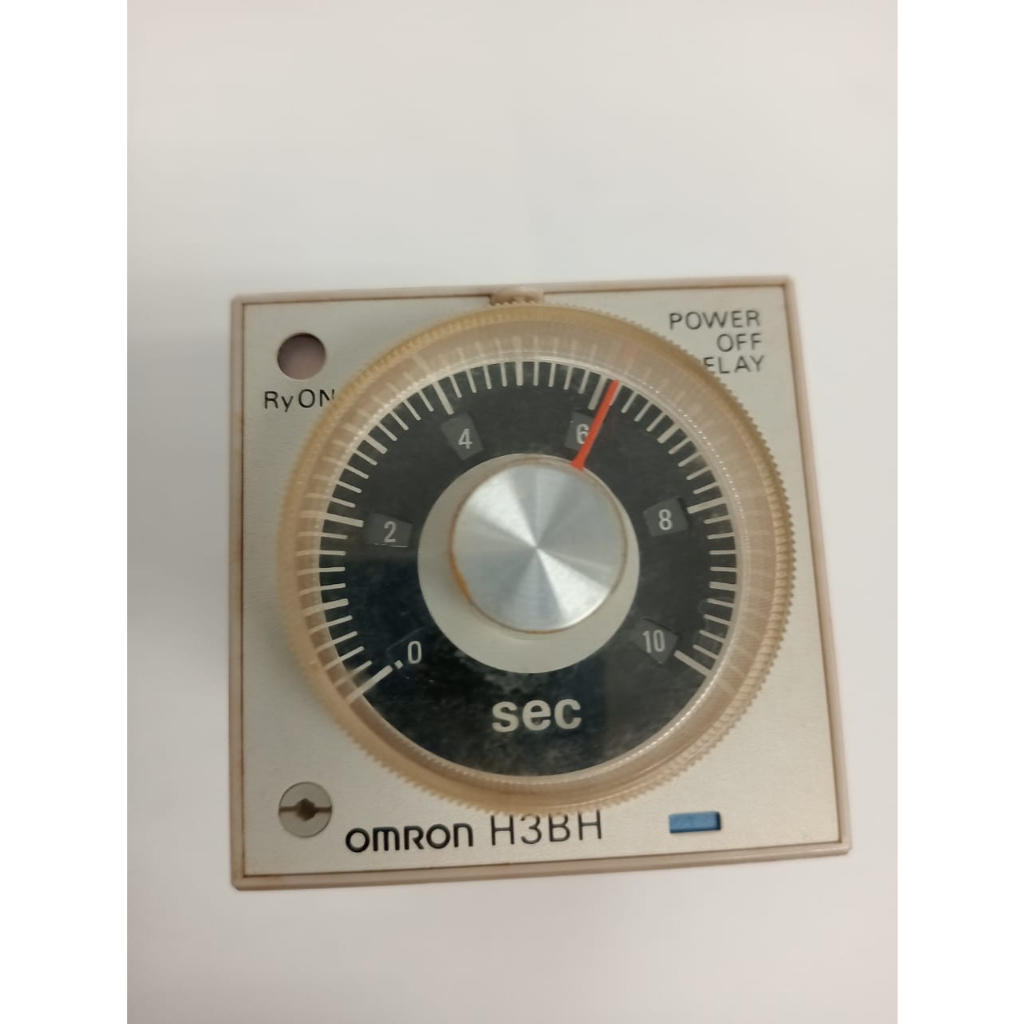 POWER
OFF
ELAY
RyON
4
6
2
8
0
10
sec
OMRON H3BH